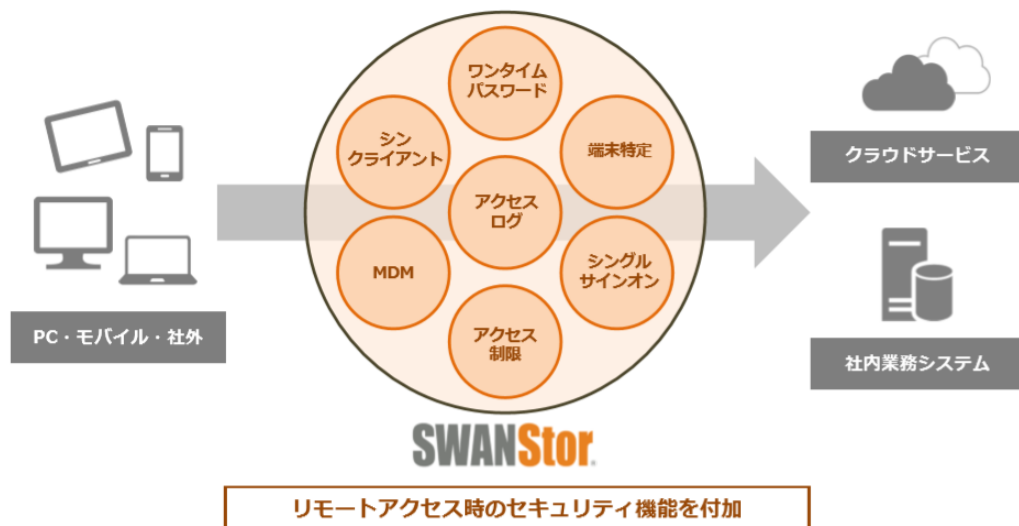 ワンタイム
パスワード
シン
クライアント
端末特定
アクセス
ログ
MDM
シングル
サインオン
アクセス
制限
PC・モバイル・社外
クラウドサービス
社内業務システム
SWANStor
リモートアクセス時のセキュリティ機能を付加